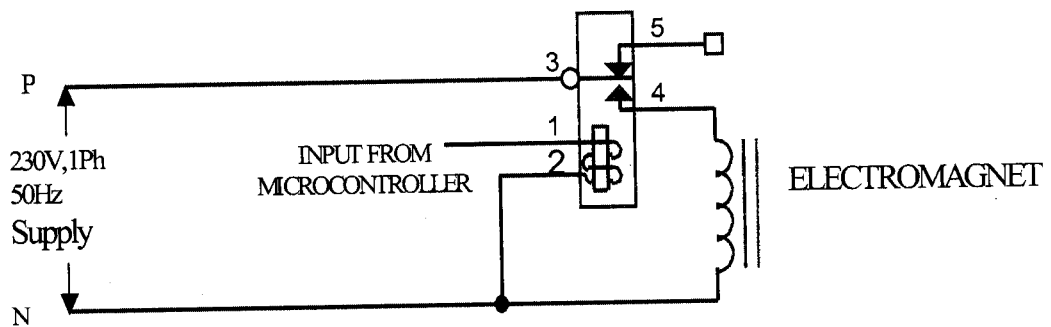 5
3
P
4
1
230V,1Ph
50Hz
Supply
INPUT FROM
MICROCONTROLLER
2
ELECTROMAGNET
N